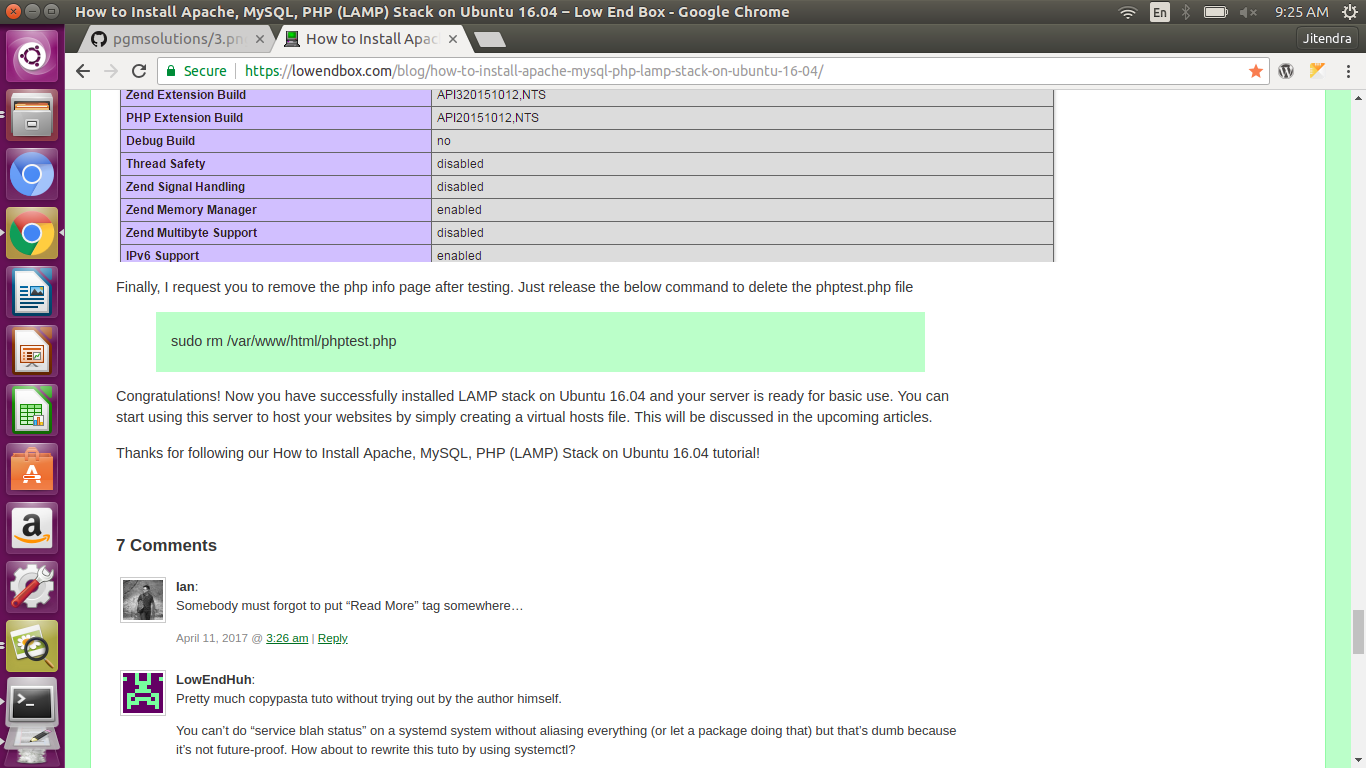 How to Install Apache, MySQL, PHP (LAMP) Stack on Ubuntu 16.04 – Low End Box - Google Chrome
En
9:25 AM
pgmsolutions/3.pn
How to Install Apac
Jitendra
Secure
https://lowendbox.com/blog/how-to-install-apache-mysql-php-lamp-stack-on-ubuntu-16-04/
Zend Extension Build API320151012,NTS
PHP Extension Build API20151012,NTS
Debug Build no
Thread Safety disabled
Zend Signal Handling disabled
Zend Memory Manager enabled
Zend Multibyte Support disabled
IPv6 Support enabled
Finally, I request you to remove the php info page after testing. Just release the below command to delete the phptest.php file
sudo rm /var/www/html/phptest.php
Congratulations! Now you have successfully installed LAMP stack on Ubuntu 16.04 and your server is ready for basic use. You can
start using this server to host your websites by simply creating a virtual hosts file. This will be discussed in the upcoming articles.
Thanks for following our How to Install Apache, MySQL, PHP (LAMP) Stack on Ubuntu 16.04 tutorial!
7 Comments
Ian:
Somebody must forgot to put “Read More” tag somewhere…
April 11, 2017 @ 3:26 am | Reply
LowEndHuh:
Pretty much copypasta tuto without trying out by the author himself.
You can’t do “service blah status” on a systemd system without aliasing everything (or let a package doing that) but that’s dumb because
it’s not future-proof. How about to rewrite this tuto by using systemctl?